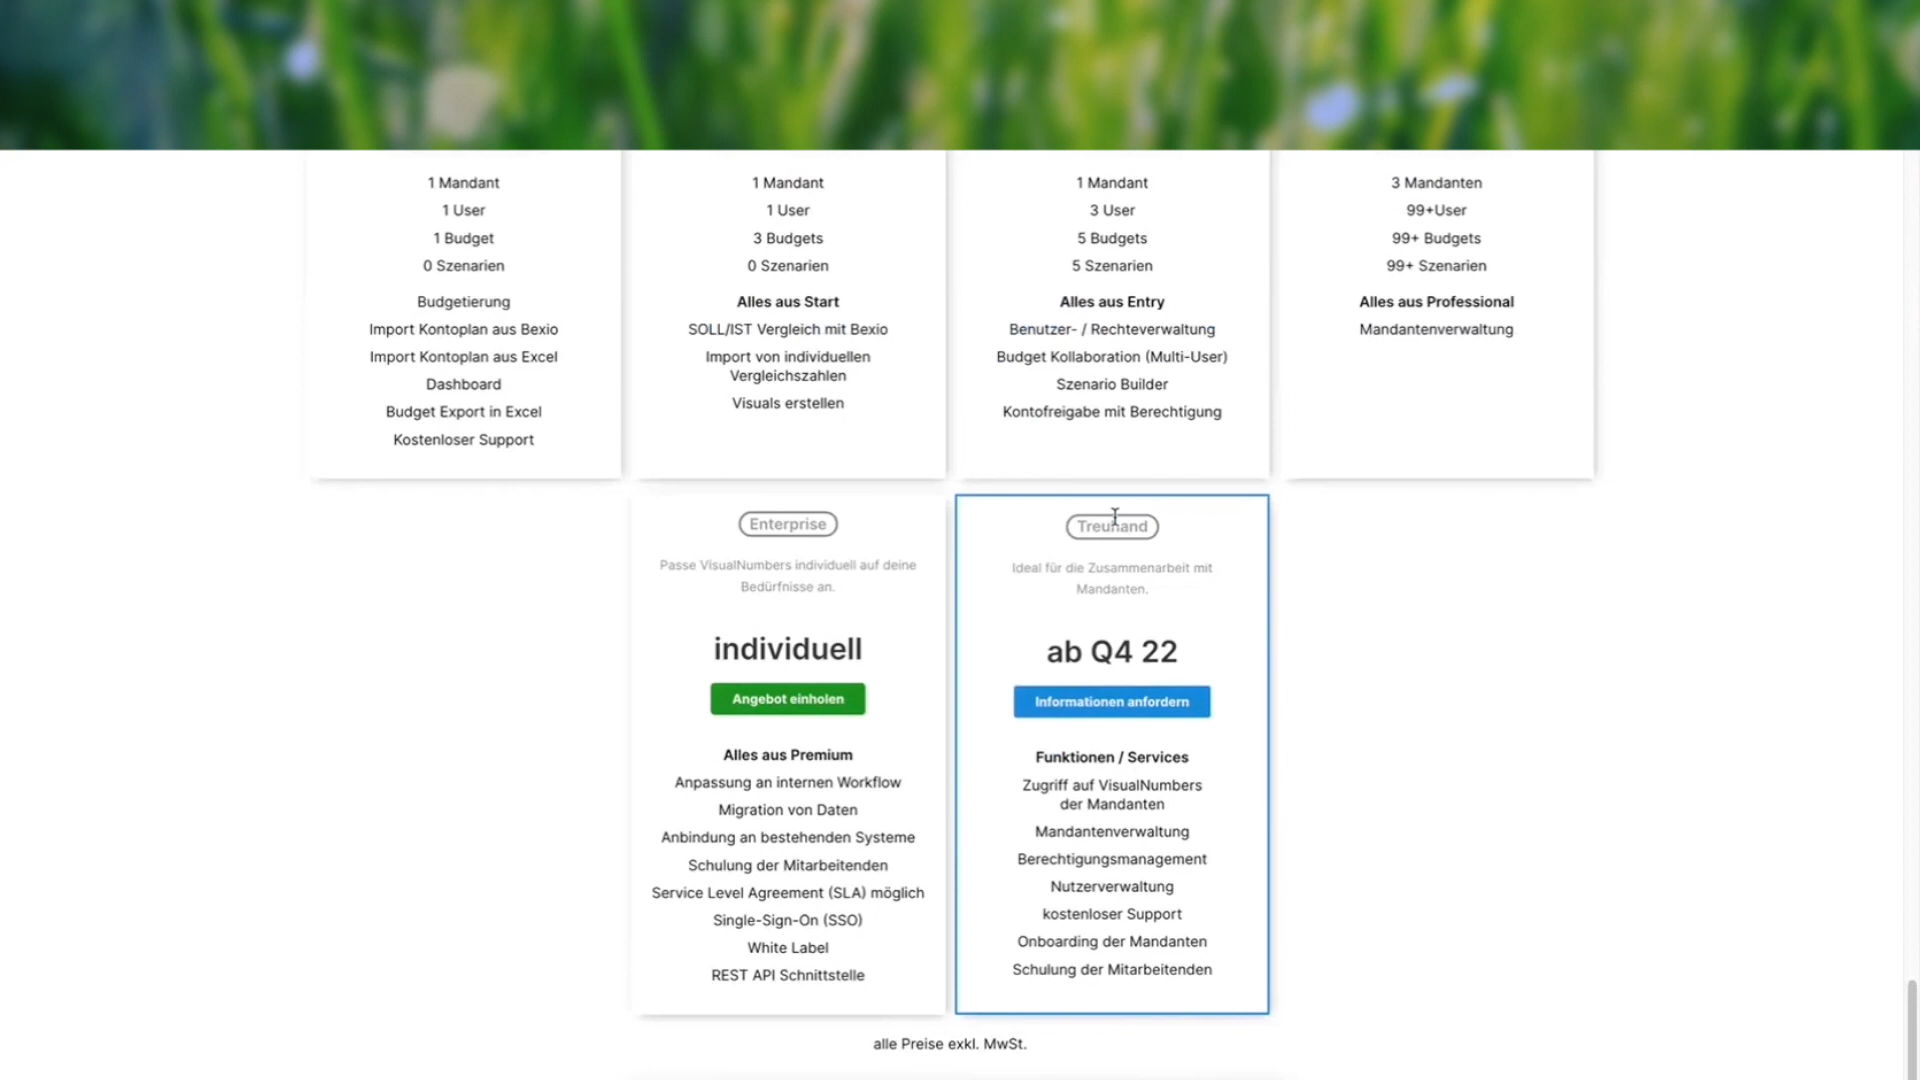 1 Mandant
1 User
1 Budget
0 Szenarien
Budgetierung
Import Kontoplan aus Bexio
Import Kontoplan aus Excel
Dashboard
Budget Export in Excel
Kostenloser Support
1 Mandant
1 User
3 Budgets
0 Szenarien
Alles aus Start
SOLL/IST Vergleich mit Bexio
Import von individuellen
Vergleichszahlen
Visuals erstellen
1 Mandant
3 User
5 Budgets
5 Szenarien
Alles aus Entry
Benutzer- / Rechteverwaltung
Budget Kollaboration (Multi-User)
Szenario Builder
Kontofreigabe mit Berechtigung
3 Mandanten
99+User
99+ Budgets
99+ Szenarien
Alles aus Professional
Mandantenverwaltung
Enterprise
Passe VisualNumbers individuell auf deine
Bedürfnisse an.
individuell
Angebot einholen
Alles aus Premium
Anpassung an internen Workflow
Migration von Daten
Anbindung an bestehenden Systeme
Schulung der Mitarbeitenden
Service Level Agreement (SLA) möglich
Single-Sign-On (SSO)
White Label
REST API Schnittstelle
Treuhand
Ideal für die Zusammenarbeit mit
Mandanten.
ab Q4 22
Informationen anfordern
Funktionen / Services
Zugriff auf VisualNumbers
der Mandanten
Mandantenverwaltung
Berechtigungsmanagement
Nutzerverwaltung
kostenloser Support
Onboarding der Mandanten
Schulung der Mitarbeitenden
alle Preise exkl. MwSt.